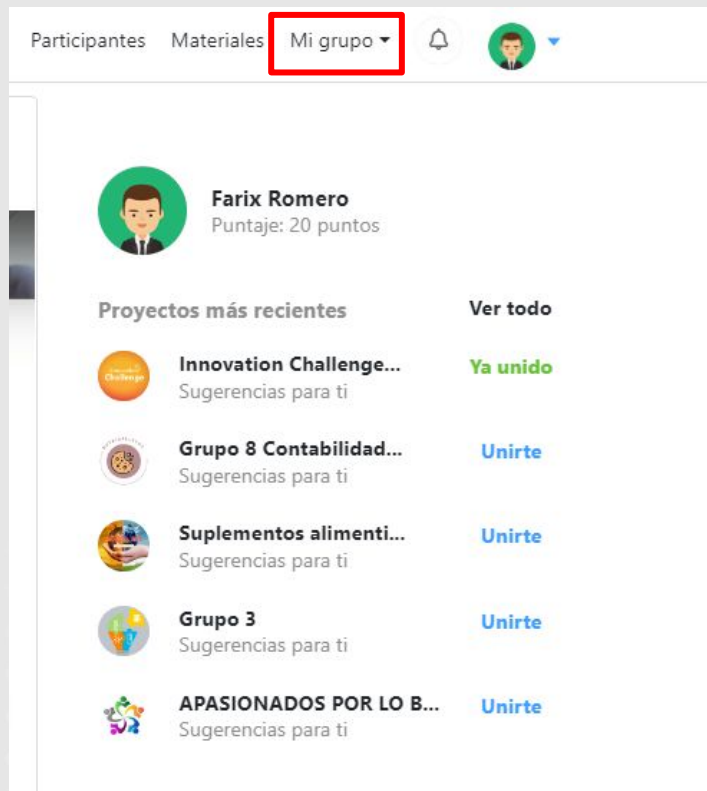 Participantes Materiales Mi grupo
Farix Romero
Puntaje: 20 puntos
Proyectos más recientes Ver todo
Innovation Challenge... Ya unido
Sugerencias para ti
Grupo 8 Contabilidad... Unirte
Sugerencias para ti
Suplementos alimenti... Unirte
Sugerencias para ti
Grupo 3 Unirte
Sugerencias para ti
APASIONADOS POR LO B... Unirte
Sugerencias para ti
Challenge